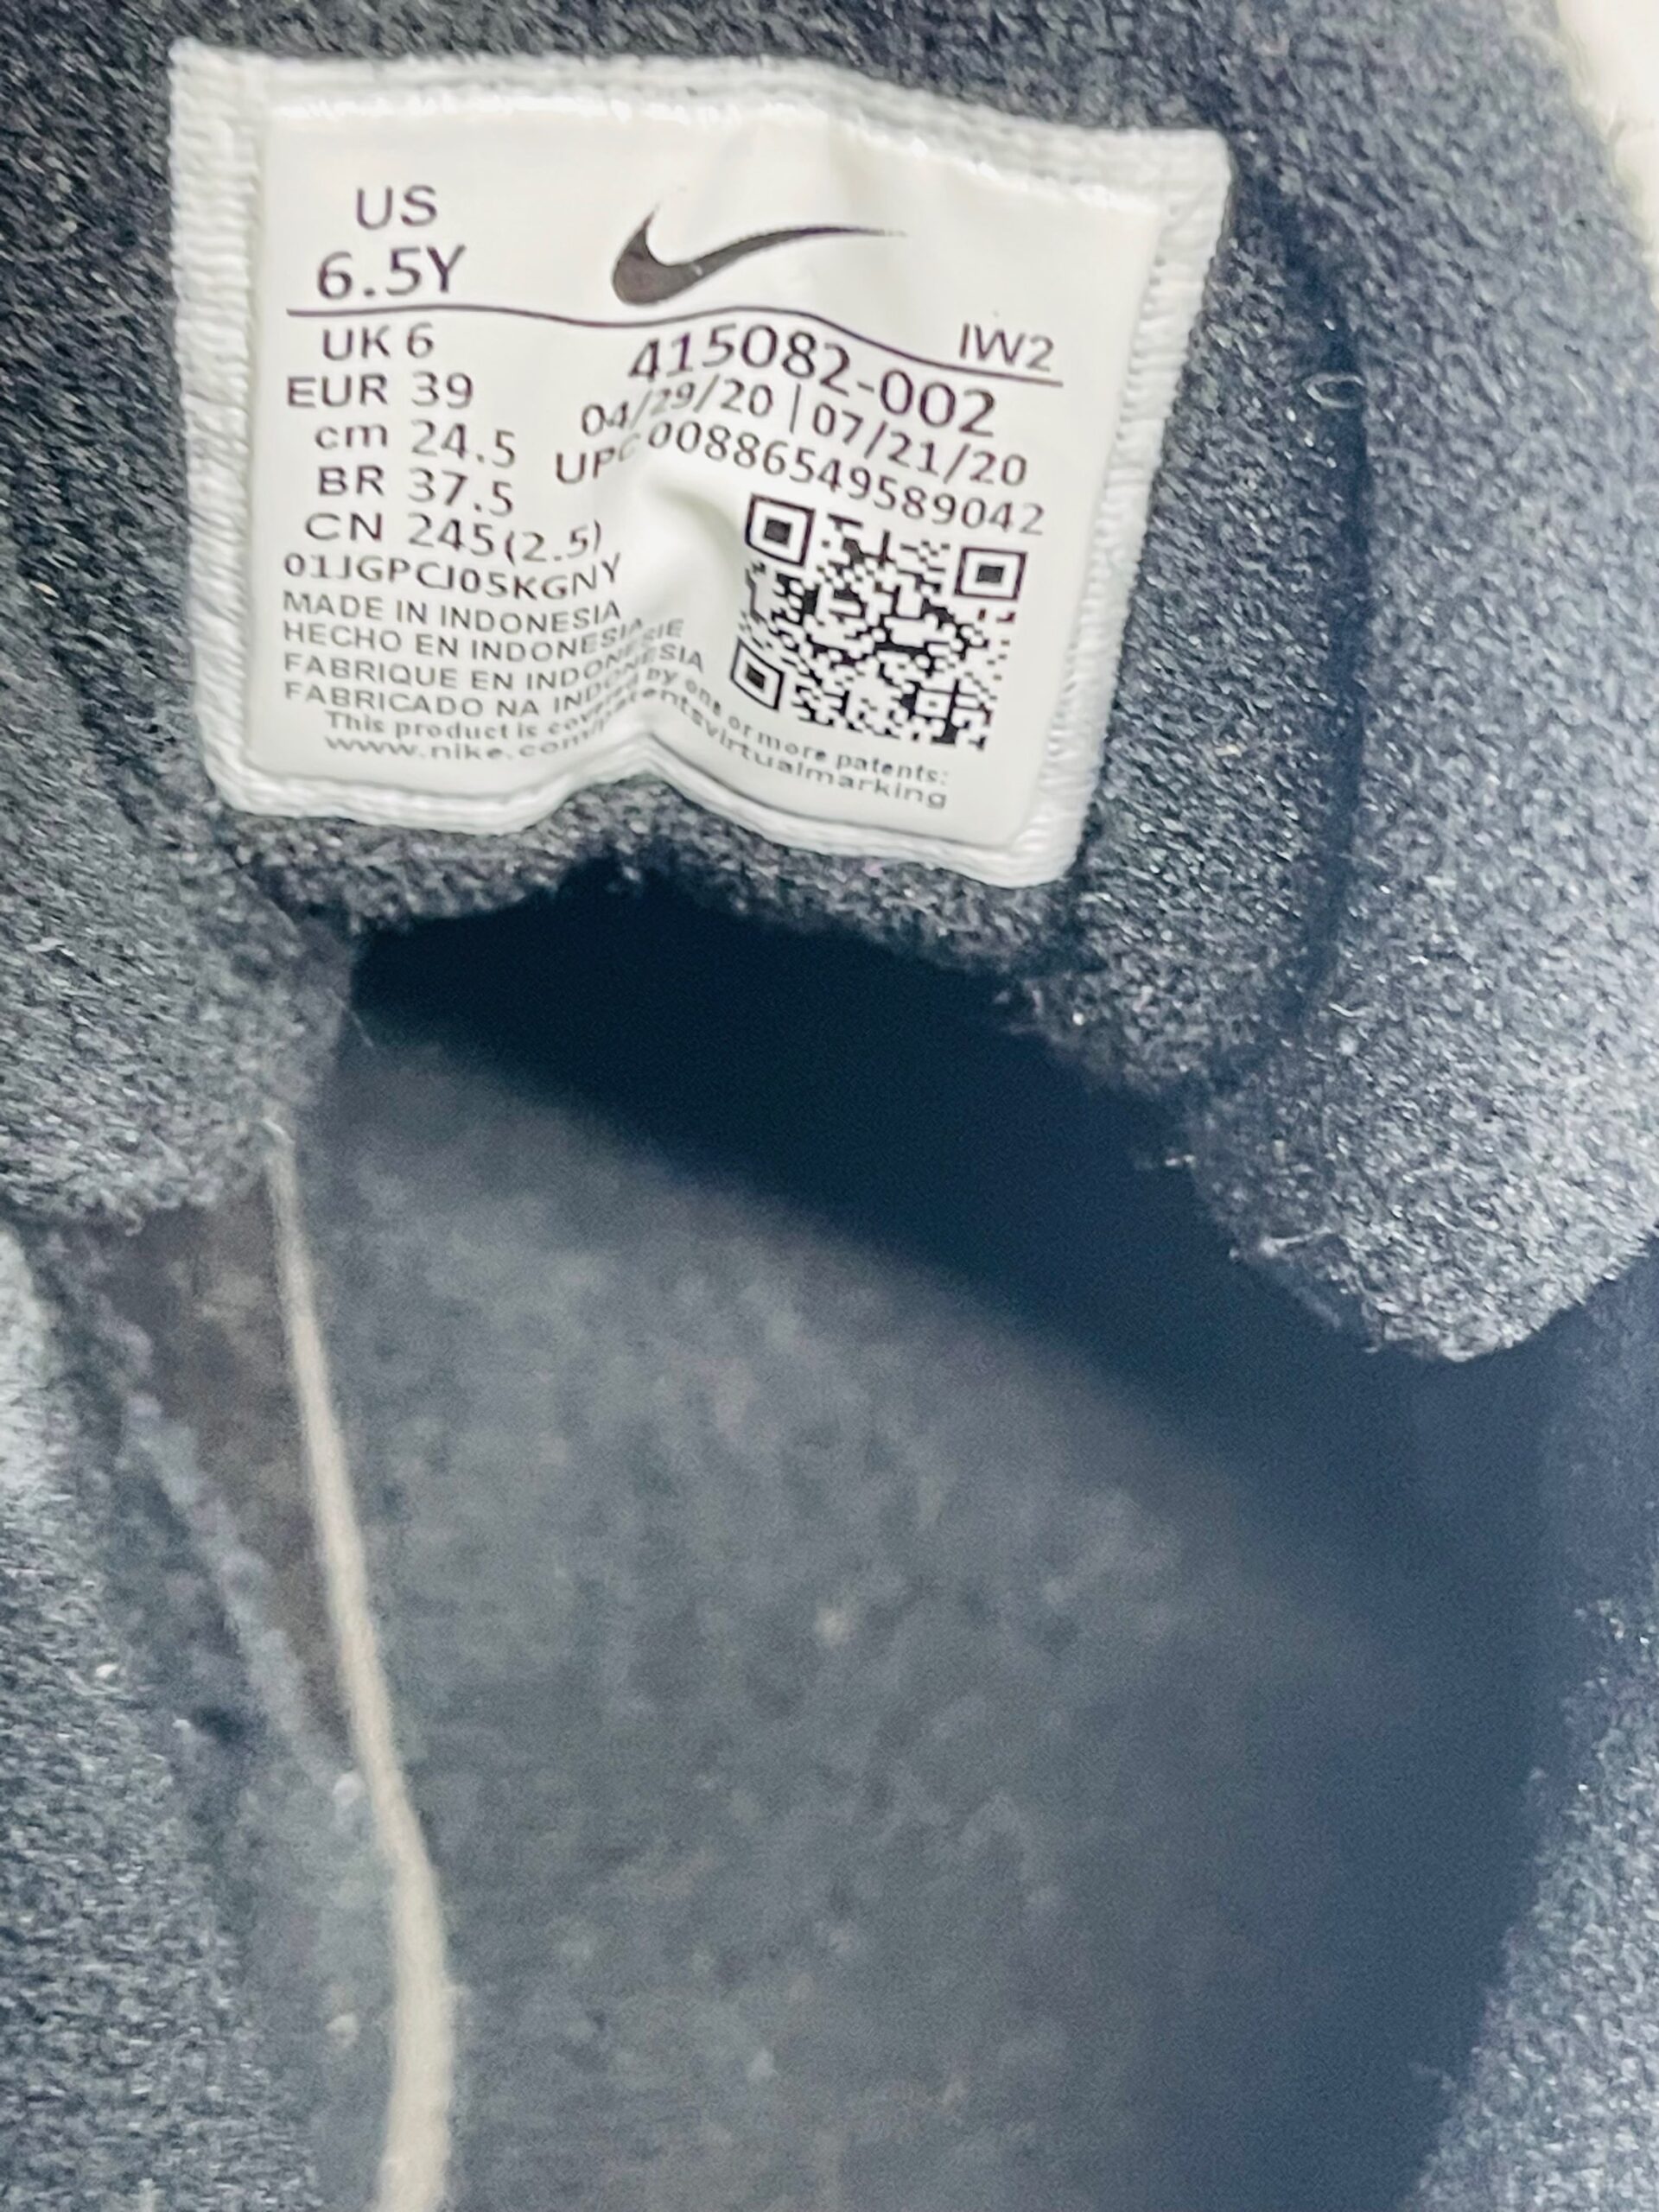 US
6.5Y
UK 6
EUR 39
cm 24.5
BR 37.5
CN 245(2.5)
01JGPCJ05KGNY
MADE IN INDONESIA
HECHO EN INDONESIA
FABRIQUE EN INDONESIE
FABRICADO NA INDONESIA
This product is covered by one or more patents:
www.nike.com/patentsvirtualmarking
IW2
415082-002
04/29/20 | 07/21/20
UPC 00886549589042